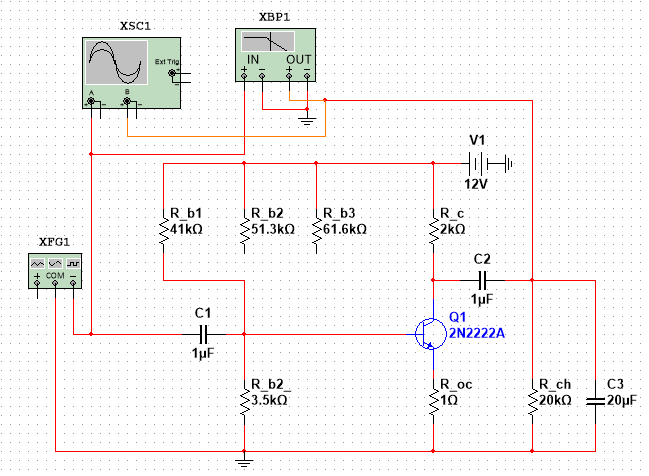 XSC1
XBP1
Ext Trig
IN OUT
+ - + -
A B
V1
12V
R_b1
41kΩ
R_b2
51.3kΩ
R_b3
61.6kΩ
R_c
2kΩ
XFG1
COM
+ -
C2
1µF
C1
1µF
Q1
2N2222A
R_b2_
3.5kΩ
R_oc
1Ω
R_ch
20kΩ
C3
20µF